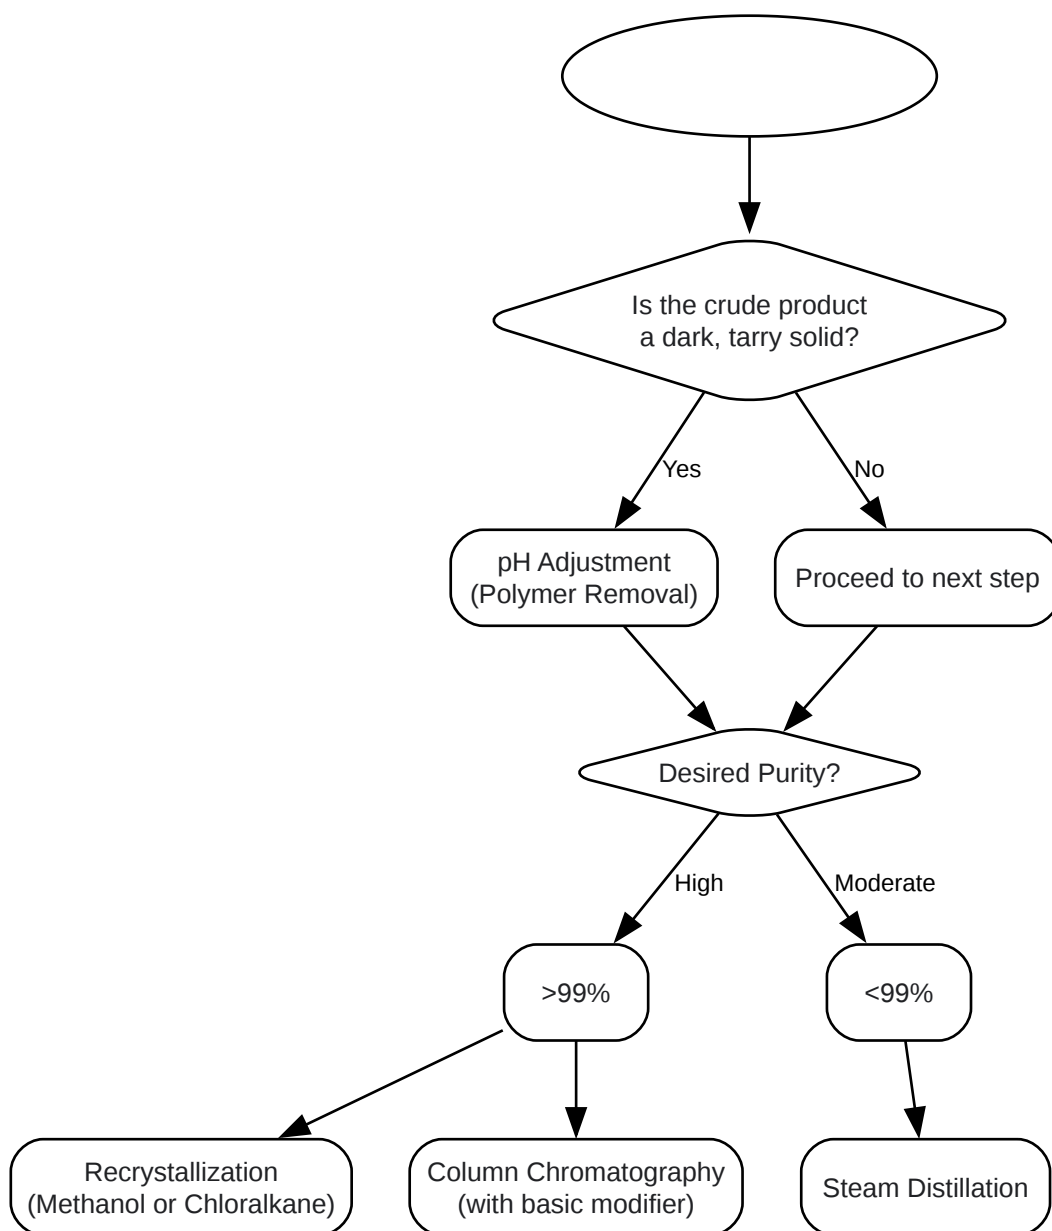 Is the crude product
a dark, tarry solid?
Yes
No
pH Adjustment
(Polymer Removal)
Proceed to next step
Desired Purity?
High
Moderate
>99%
<99%
Recrystallization
(Methanol or Chloralkane)
Column Chromatography
(with basic modifier)
Steam Distillation